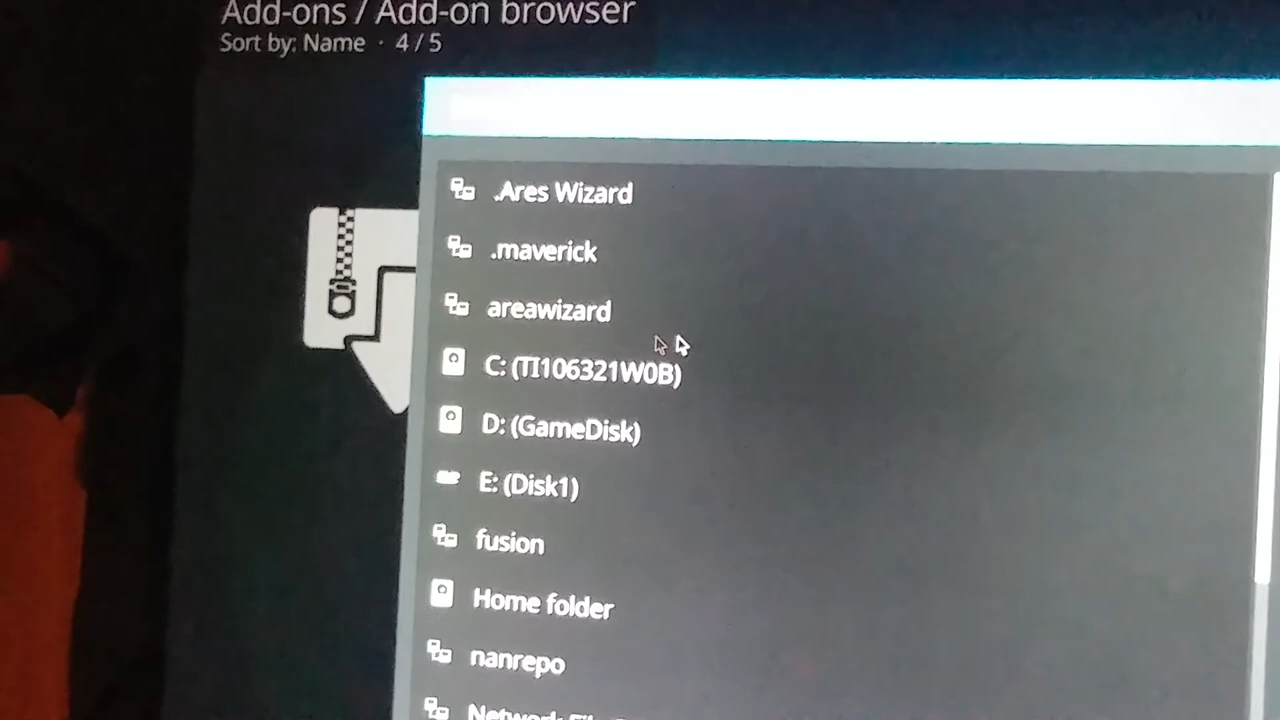 Add-ons / Add-on browser
Sort by: Name · 4 / 5
.Ares Wizard
.maverick
areawizard
C: (TI106321W0B)
D: (GameDisk)
E: (Disk1)
fusion
Home folder
nanrepo
Network